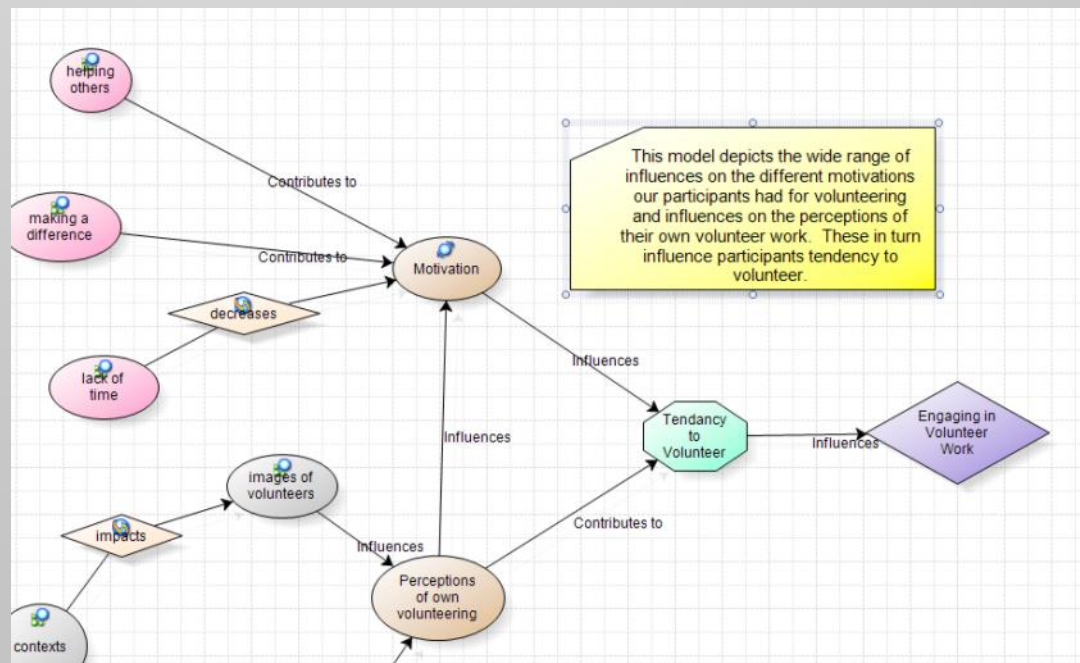 helping
others
Contributes to
This model depicts the wide range of
influences on the different motivations
our participants had for volunteering
and influences on the perceptions of
their own volunteer work.  These in turn
influence participants tendency to
volunteer.
making a
difference
Contributes to
Motivation
decreases
lack of
time
Influences
Tendancy
to
Volunteer
Influences
Engaging in
Volunteer
Work
Influences
images of
volunteers
impacts
Influences
Contributes to
Perceptions
of own
volunteering
contexts